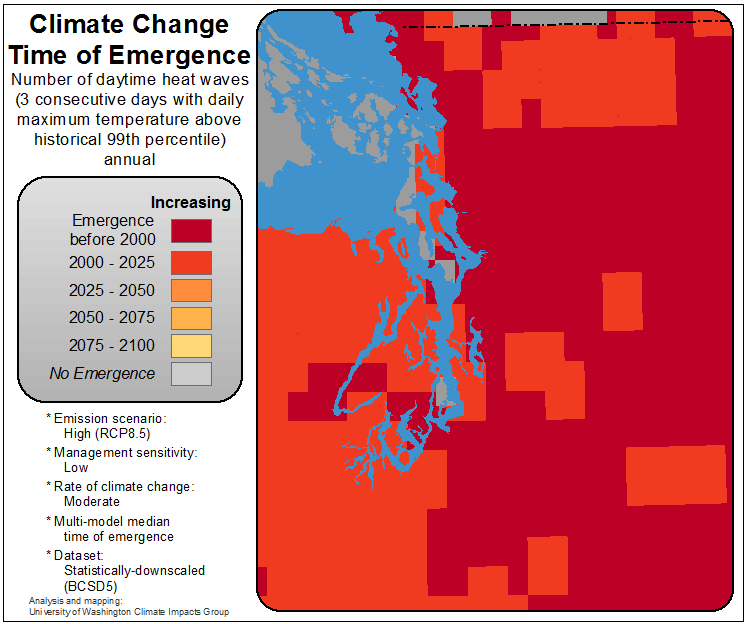 Climate Change
Time of Emergence
Number of daytime heat waves
(3 consecutive days with daily
maximum temperature above
historical 99th percentile)
annual
Increasing
Emergence
before 2000
2000 - 2025
2025 - 2050
2050 - 2075
2075 - 2100
No Emergence
* Emission scenario:
High (RCP8.5)
* Management sensitivity:
Low
* Rate of climate change:
Moderate
* Multi-model median
time of emergence
* Dataset:
Statistically-downscaled
(BCSD5)
Analysis and mapping:
University of Washington Climate Impacts Group